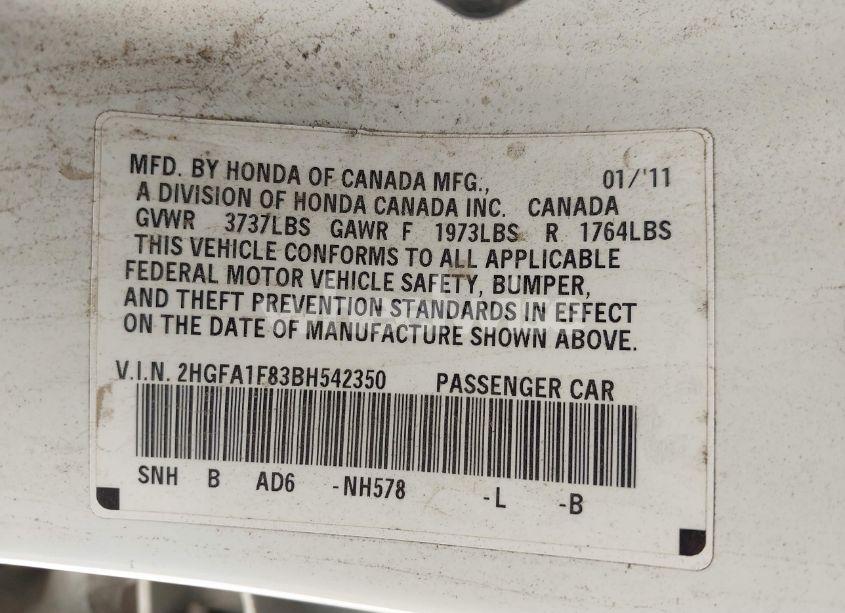 MFD. BY HONDA OF CANADA MFG., 01/'11
A DIVISION OF HONDA CANADA INC. CANADA
GVWR 3737LBS GAWR F 1973LBS R 1764LBS
THIS VEHICLE CONFORMS TO ALL APPLICABLE
FEDERAL MOTOR VEHICLE SAFETY, BUMPER,
AND THEFT PREVENTION STANDARDS IN EFFECT
ON THE DATE OF MANUFACTURE SHOWN ABOVE.
V.I.N. 2HGFA1F83BH542350 PASSENGER CAR
SNH B AD6 -NH578 -L -B